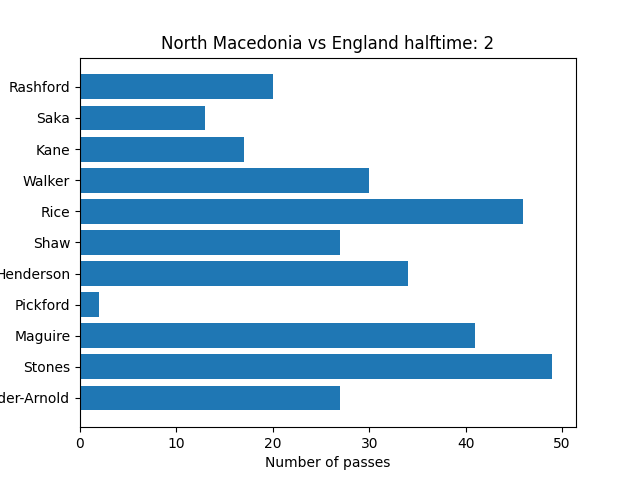 North Macedonia vs England halftime: 2
Rashford
Saka
Kane
Walker
Rice
Shaw
Henderson
Pickford
Maguire
Stones
der-Arnold
0 10 20 30 40 50
Number of passes